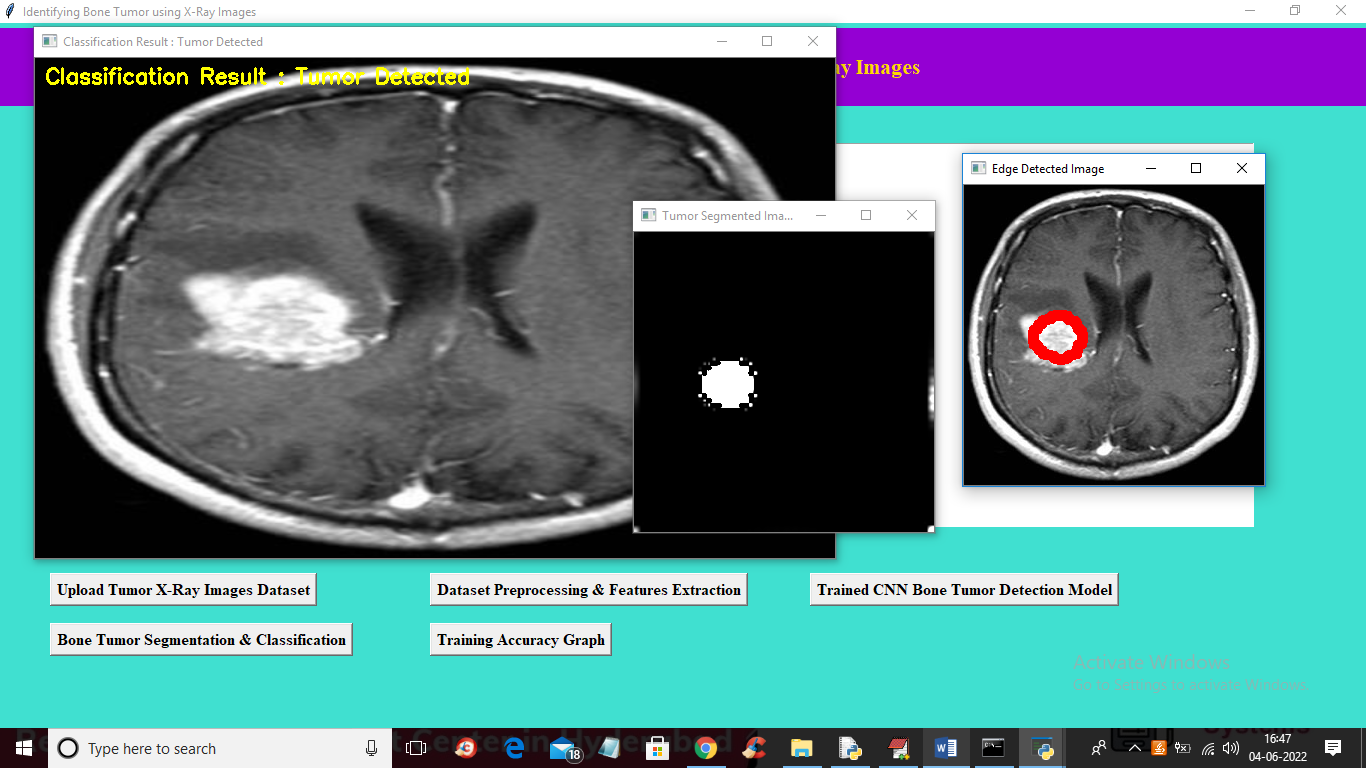 Identifying Bone Tumor using X-Ray Images
Classification Result : Tumor Detected
Classification Result : Tumor Detected
ay Images
Edge Detected Image
Tumor Segmented Ima...
Upload Tumor X-Ray Images Dataset
Dataset Preprocessing & Features Extraction
Trained CNN Bone Tumor Detection Model
Bone Tumor Segmentation & Classification
Training Accuracy Graph
Activate Windows
Go to Settings to activate Windows.
Type here to search
18
Systems
16:47
04-06-2022